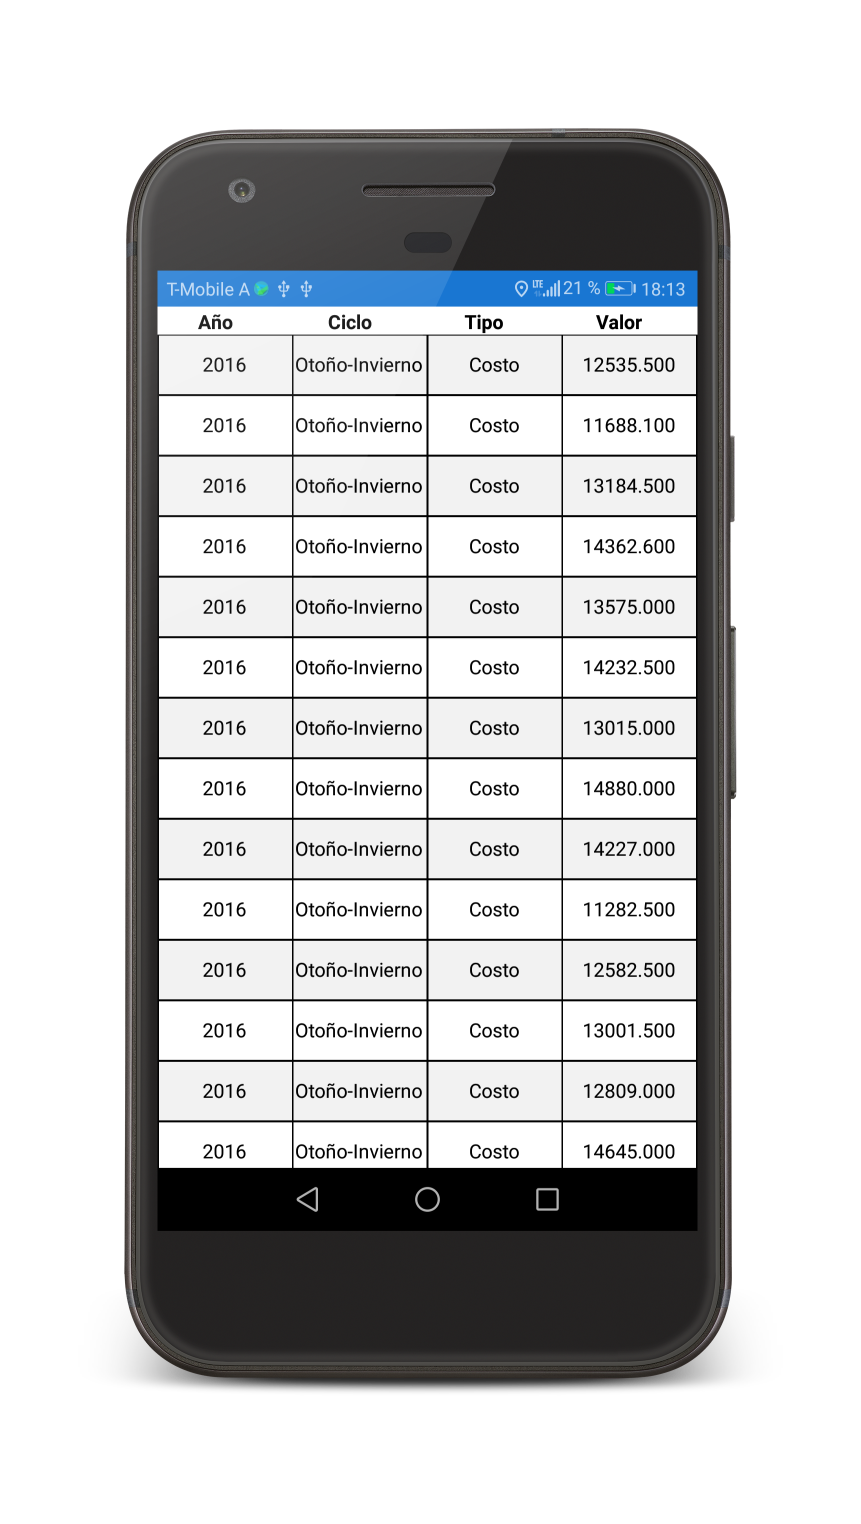 T-Mobile A LTE 21 % 18:13
Año Ciclo Tipo Valor
2016 Otoño-Invierno Costo 12535.500
2016 Otoño-Invierno Costo 11688.100
2016 Otoño-Invierno Costo 13184.500
2016 Otoño-Invierno Costo 14362.600
2016 Otoño-Invierno Costo 13575.000
2016 Otoño-Invierno Costo 14232.500
2016 Otoño-Invierno Costo 13015.000
2016 Otoño-Invierno Costo 14880.000
2016 Otoño-Invierno Costo 14227.000
2016 Otoño-Invierno Costo 11282.500
2016 Otoño-Invierno Costo 12582.500
2016 Otoño-Invierno Costo 13001.500
2016 Otoño-Invierno Costo 12809.000
2016 Otoño-Invierno Costo 14645.000